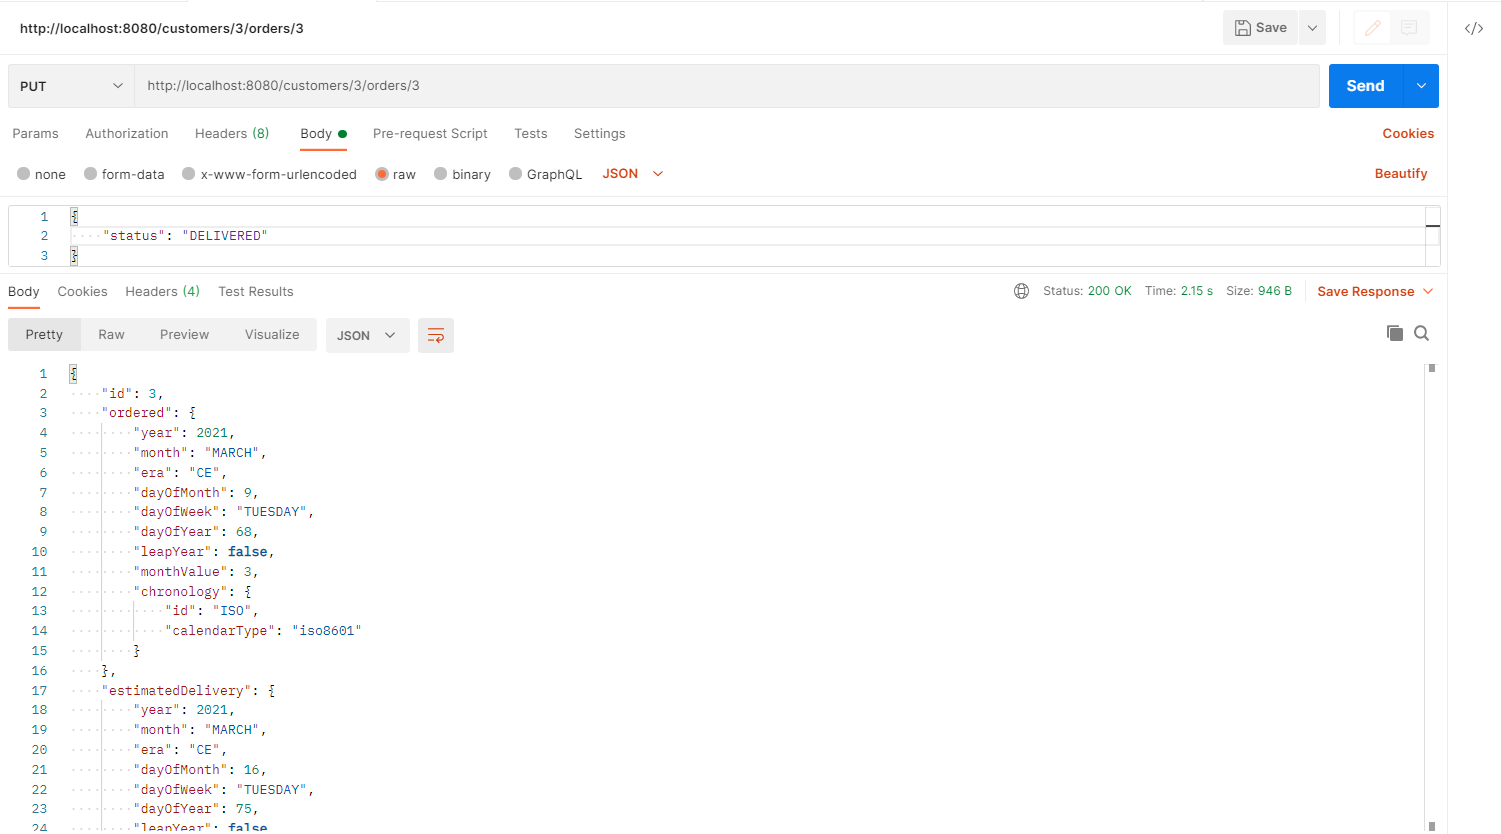 http://localhost:8080/customers/3/orders/3 Save </>
PUT http://localhost:8080/customers/3/orders/3 Send
Params Authorization Headers (8) Body Pre-request Script Tests Settings Cookies
none form-data x-www-form-urlencoded raw binary GraphQL JSON Beautify
1 {
2 "status": "DELIVERED"
3 }
Body Cookies Headers (4) Test Results Status: 200 OK Time: 2.15 s Size: 946 B Save Response
Pretty Raw Preview Visualize JSON
1 {
2 "id": 3,
3 "ordered": {
4 "year": 2021,
5 "month": "MARCH",
6 "era": "CE",
7 "dayOfMonth": 9,
8 "dayOfWeek": "TUESDAY",
9 "dayOfYear": 68,
10 "leapYear": false,
11 "monthValue": 3,
12 "chronology": {
13 "id": "ISO",
14 "calendarType": "iso8601"
15 }
16 },
17 "estimatedDelivery": {
18 "year": 2021,
19 "month": "MARCH",
20 "era": "CE",
21 "dayOfMonth": 16,
22 "dayOfWeek": "TUESDAY",
23 "dayOfYear": 75,
24 "leapYear": false